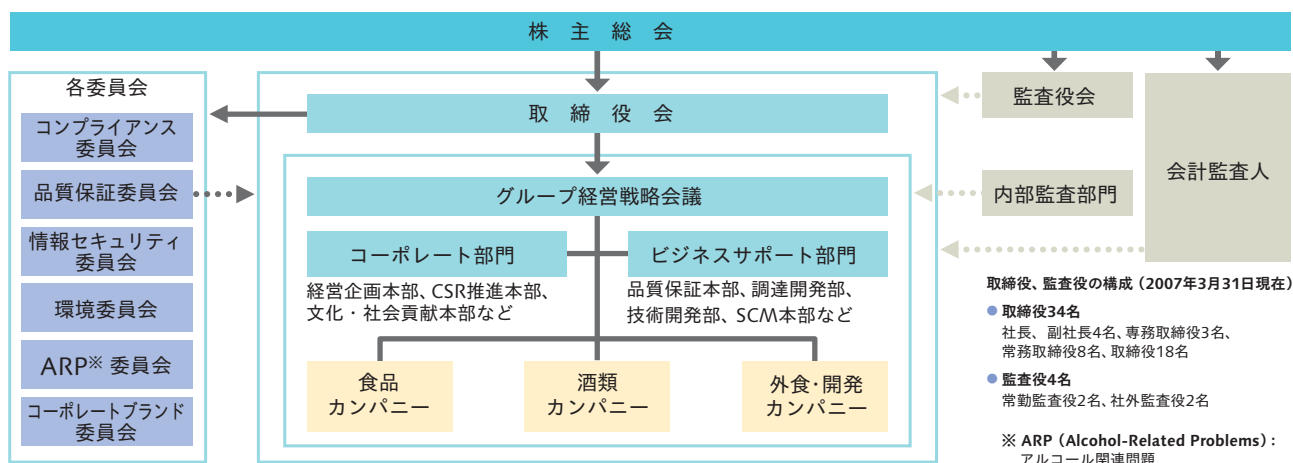 株主総会
各委員会
コンプライアンス
委員会
品質保証委員会
情報セキュリティ
委員会
環境委員会
ARP※ 委員会
コーポレートブランド
委員会
取締役会
グループ経営戦略会議
コーポレート部門
経営企画本部、CSR推進本部、
文化・社会貢献本部など
ビジネスサポート部門
品質保証本部、調達開発部、
技術開発部、SCM本部など
食品
カンパニー
酒類
カンパニー
外食・開発
カンパニー
監査役会
内部監査部門
会計監査人
取締役、監査役の構成（2007年3月31日現在）
● 取締役34名
社長、副社長4名、専務取締役3名、
常務取締役8名、取締役18名
● 監査役4名
常勤監査役2名、社外監査役2名
※ ARP（Alcohol-Related Problems）：
アルコール関連問題